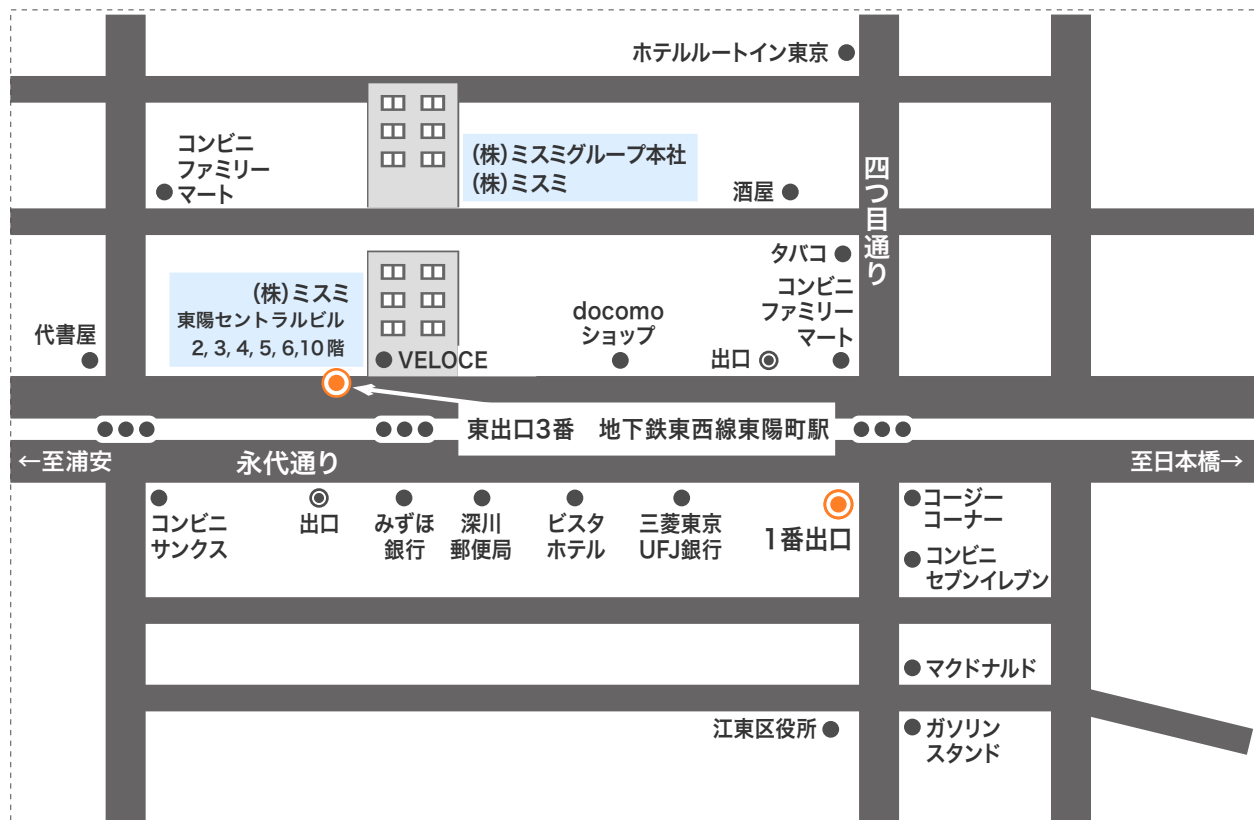 ホテルルートイン東京
コンビニ
ファミリー
マート
(株)ミスミグループ本社
(株)ミスミ
酒屋
四つ目通り
タバコ
コンビニ
ファミリー
マート
(株)ミスミ
東陽セントラルビル
2, 3, 4, 5, 6,10階
代書屋
VELOCE
docomo
ショップ
出口
東出口3番 地下鉄東西線東陽町駅
←至浦安
永代通り
至日本橋→
コンビニ
サンクス
出口
みずほ
銀行
深川
郵便局
ビスタ
ホテル
三菱東京
UFJ銀行
1番出口
コージー
コーナー
コンビニ
セブンイレブン
マクドナルド
江東区役所
ガソリン
スタンド